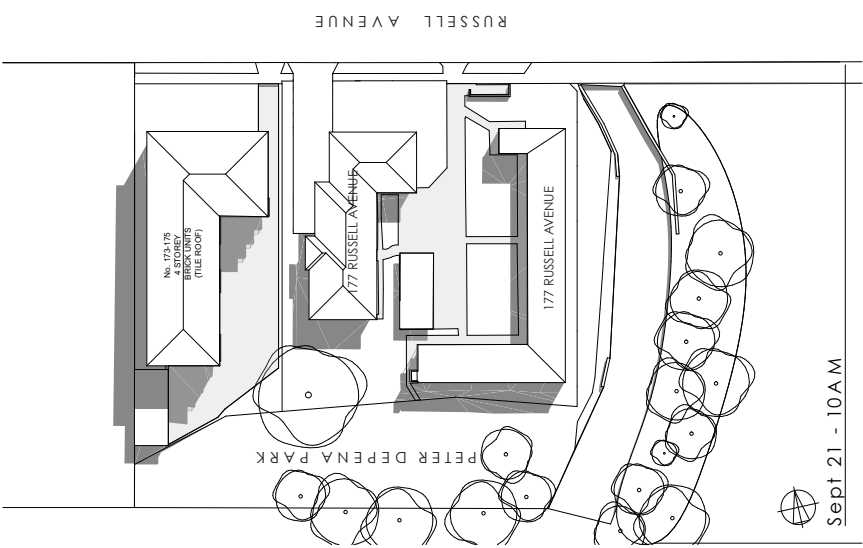 RUSSELL AVENUE
No. 173-175
4 STOREY
BRICK UNITS
(TILE ROOF)
177 RUSSELL AVENUE
177 RUSSELL AVENUE
PETER DEPENA PARK
Sept 21 - 10AM